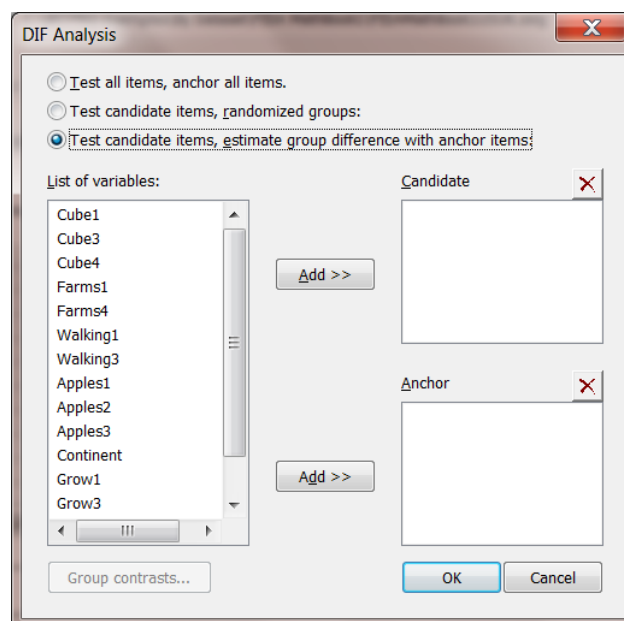 DIF Analysis
Test all items, anchor all items.
Test candidate items, randomized groups:
Test candidate items, estimate group difference with anchor items:
List of variables:
Candidate
Cube1
Cube3
Cube4
Farms1
Farms4
Walking1
Walking3
Apples1
Apples2
Apples3
Continent
Grow1
Grow3
Add >>
Anchor
Add >>
Group contrasts...
OK
Cancel